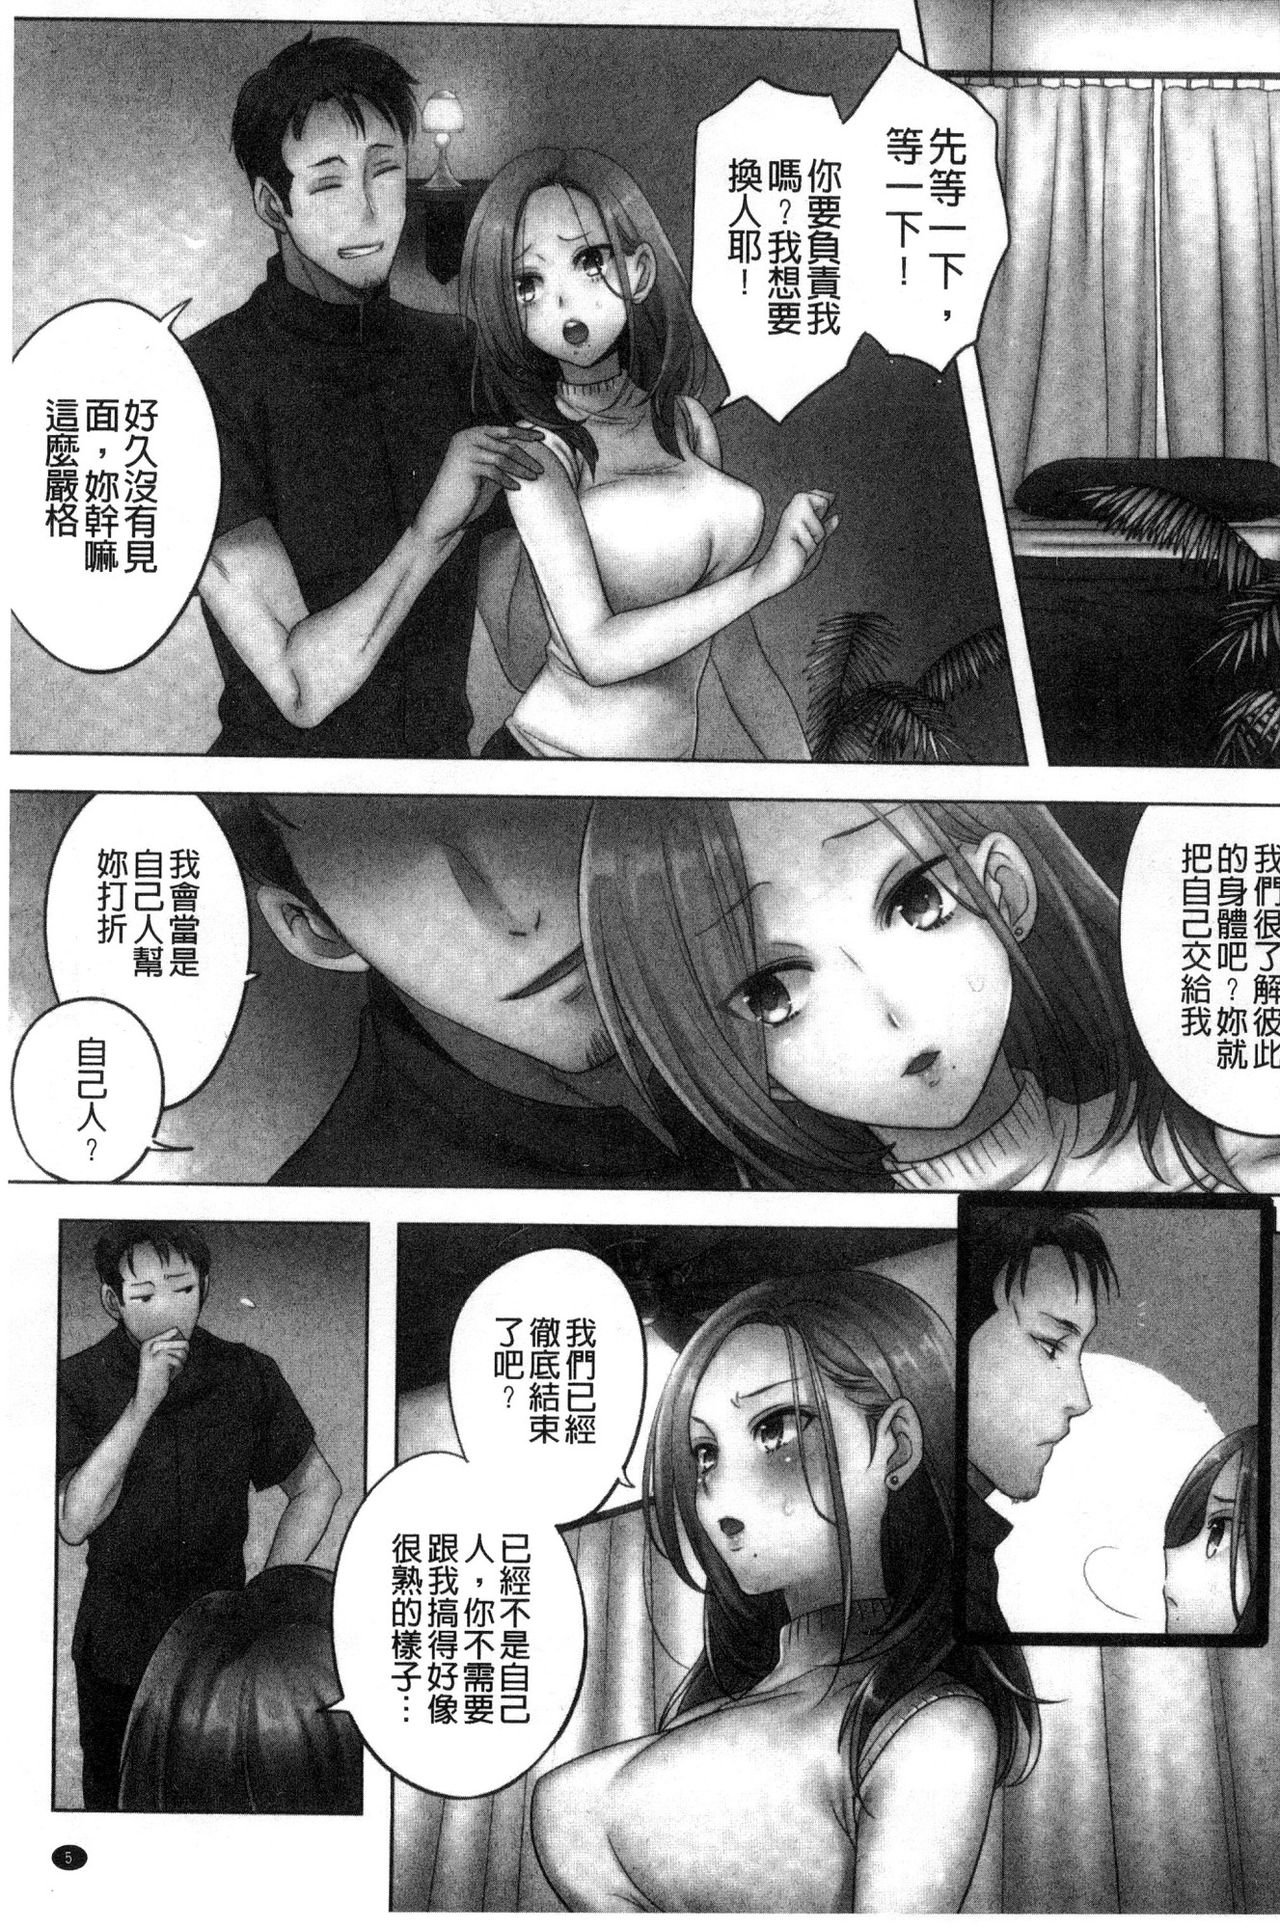 先等一下，
等一下！
你要負責我
嗎？我想要
換人耶！
好久沒有見
面，妳幹嘛
這麼嚴格
我們很了解彼此
的身體吧？妳就
把自己交給我
我會當是
自己人幫
妳打折
自己人？
我們已經
徹底結束
了吧？
已經不是自己
人，你不需要
跟我搞得好像
很熟的樣子…
5